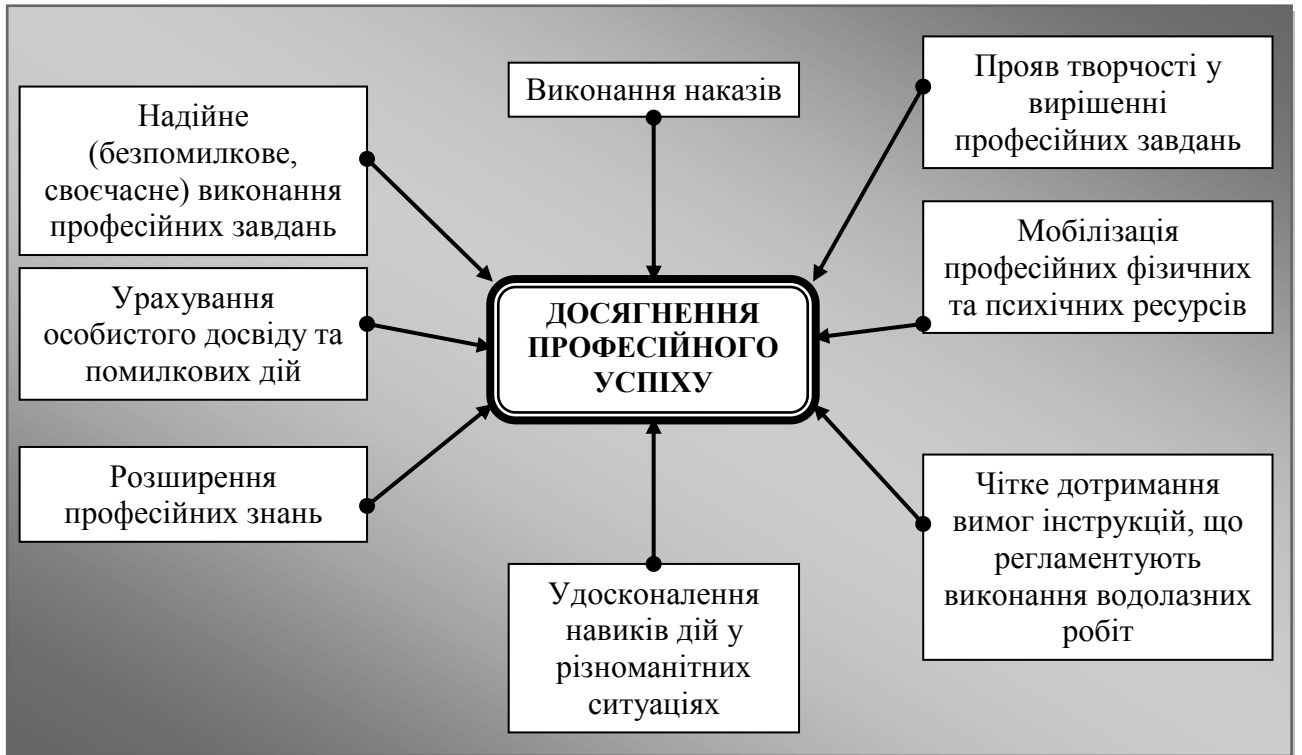 Надійне
(безпомилкове,
своєчасне) виконання
професійних завдань
Урахування
особистого досвіду та
помилкових дій
Розширення
професійних знань
Виконання наказів
ДОСЯГНЕННЯ
ПРОФЕСІЙНОГО
УСПІХУ
Удосконалення
навиків дій у
різноманітних
ситуаціях
Прояв творчості у
вирішенні
професійних завдань
Мобілізація
професійних фізичних
та психічних ресурсів
Чітке дотримання
вимог інструкцій, що
регламентують
виконання водолазних
робіт